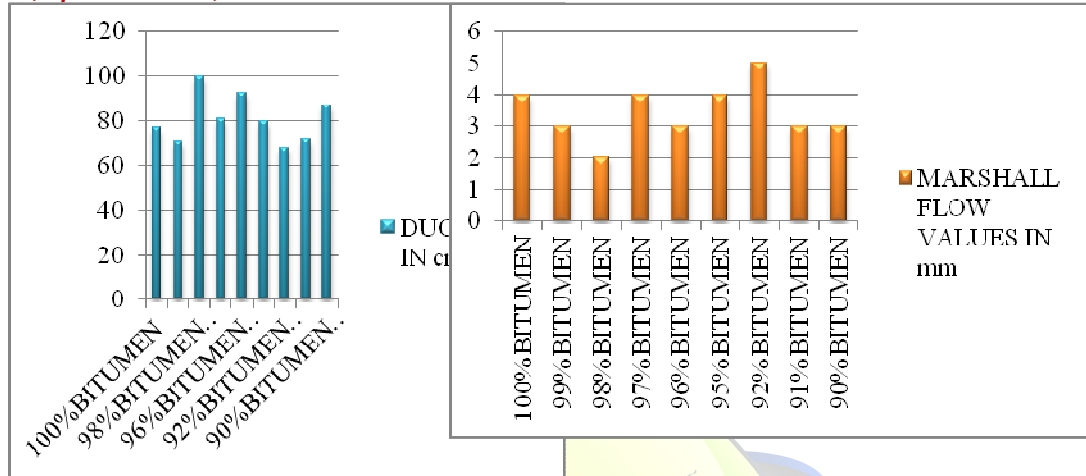 120
100
80
60
40
20
0
100%BITUMEN
98%BITUMEN..
96%BITUMEN..
92%BITUMEN..
90%BITUMEN..
DUC
IN
6
5
4
3
2
1
0
100%BITUMEN
99%BITUMEN
98%BITUMEN
97%BITUMEN
96%BITUMEN
95%BITUMEN
92%BITUMEN
91%BITUMEN
90%BITUMEN
MARSHALL
FLOW
VALUES IN
mm